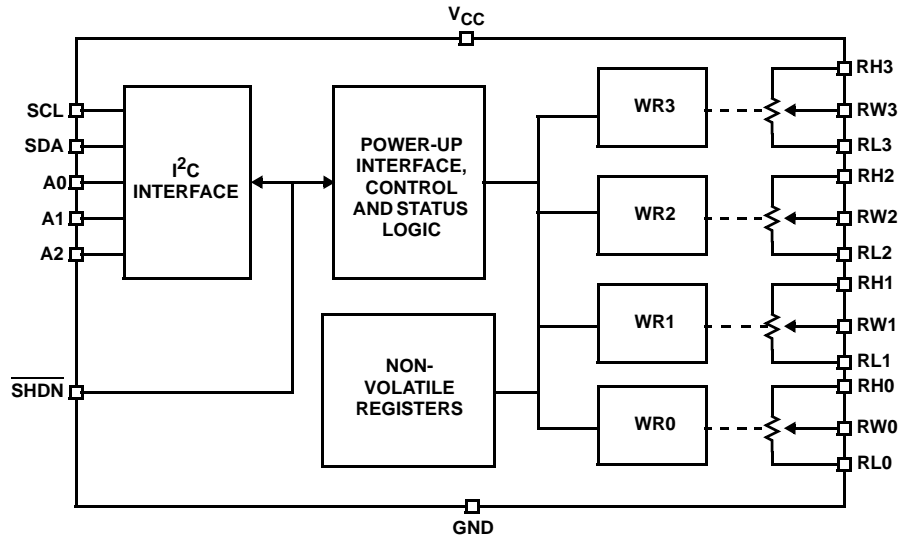 VCC
SCL
SDA
A0
A1
A2
SHDN
I2C
INTERFACE
POWER-UP
INTERFACE,
CONTROL
AND STATUS
LOGIC
NON-
VOLATILE
REGISTERS
WR3
WR2
WR1
WR0
RH3
RW3
RL3
RH2
RW2
RL2
RH1
RW1
RL1
RH0
RW0
RL0
GND